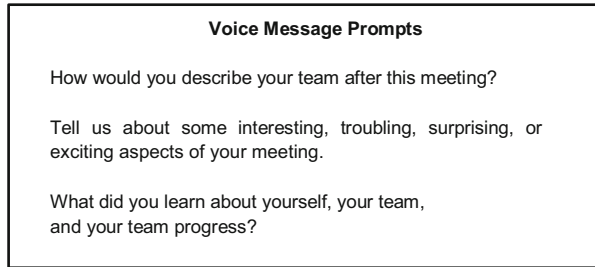 Voice Message Prompts
How would you describe your team after this meeting?
Tell us about some interesting, troubling, surprising, or
exciting aspects of your meeting.
What did you learn about yourself, your team,
and your team progress?